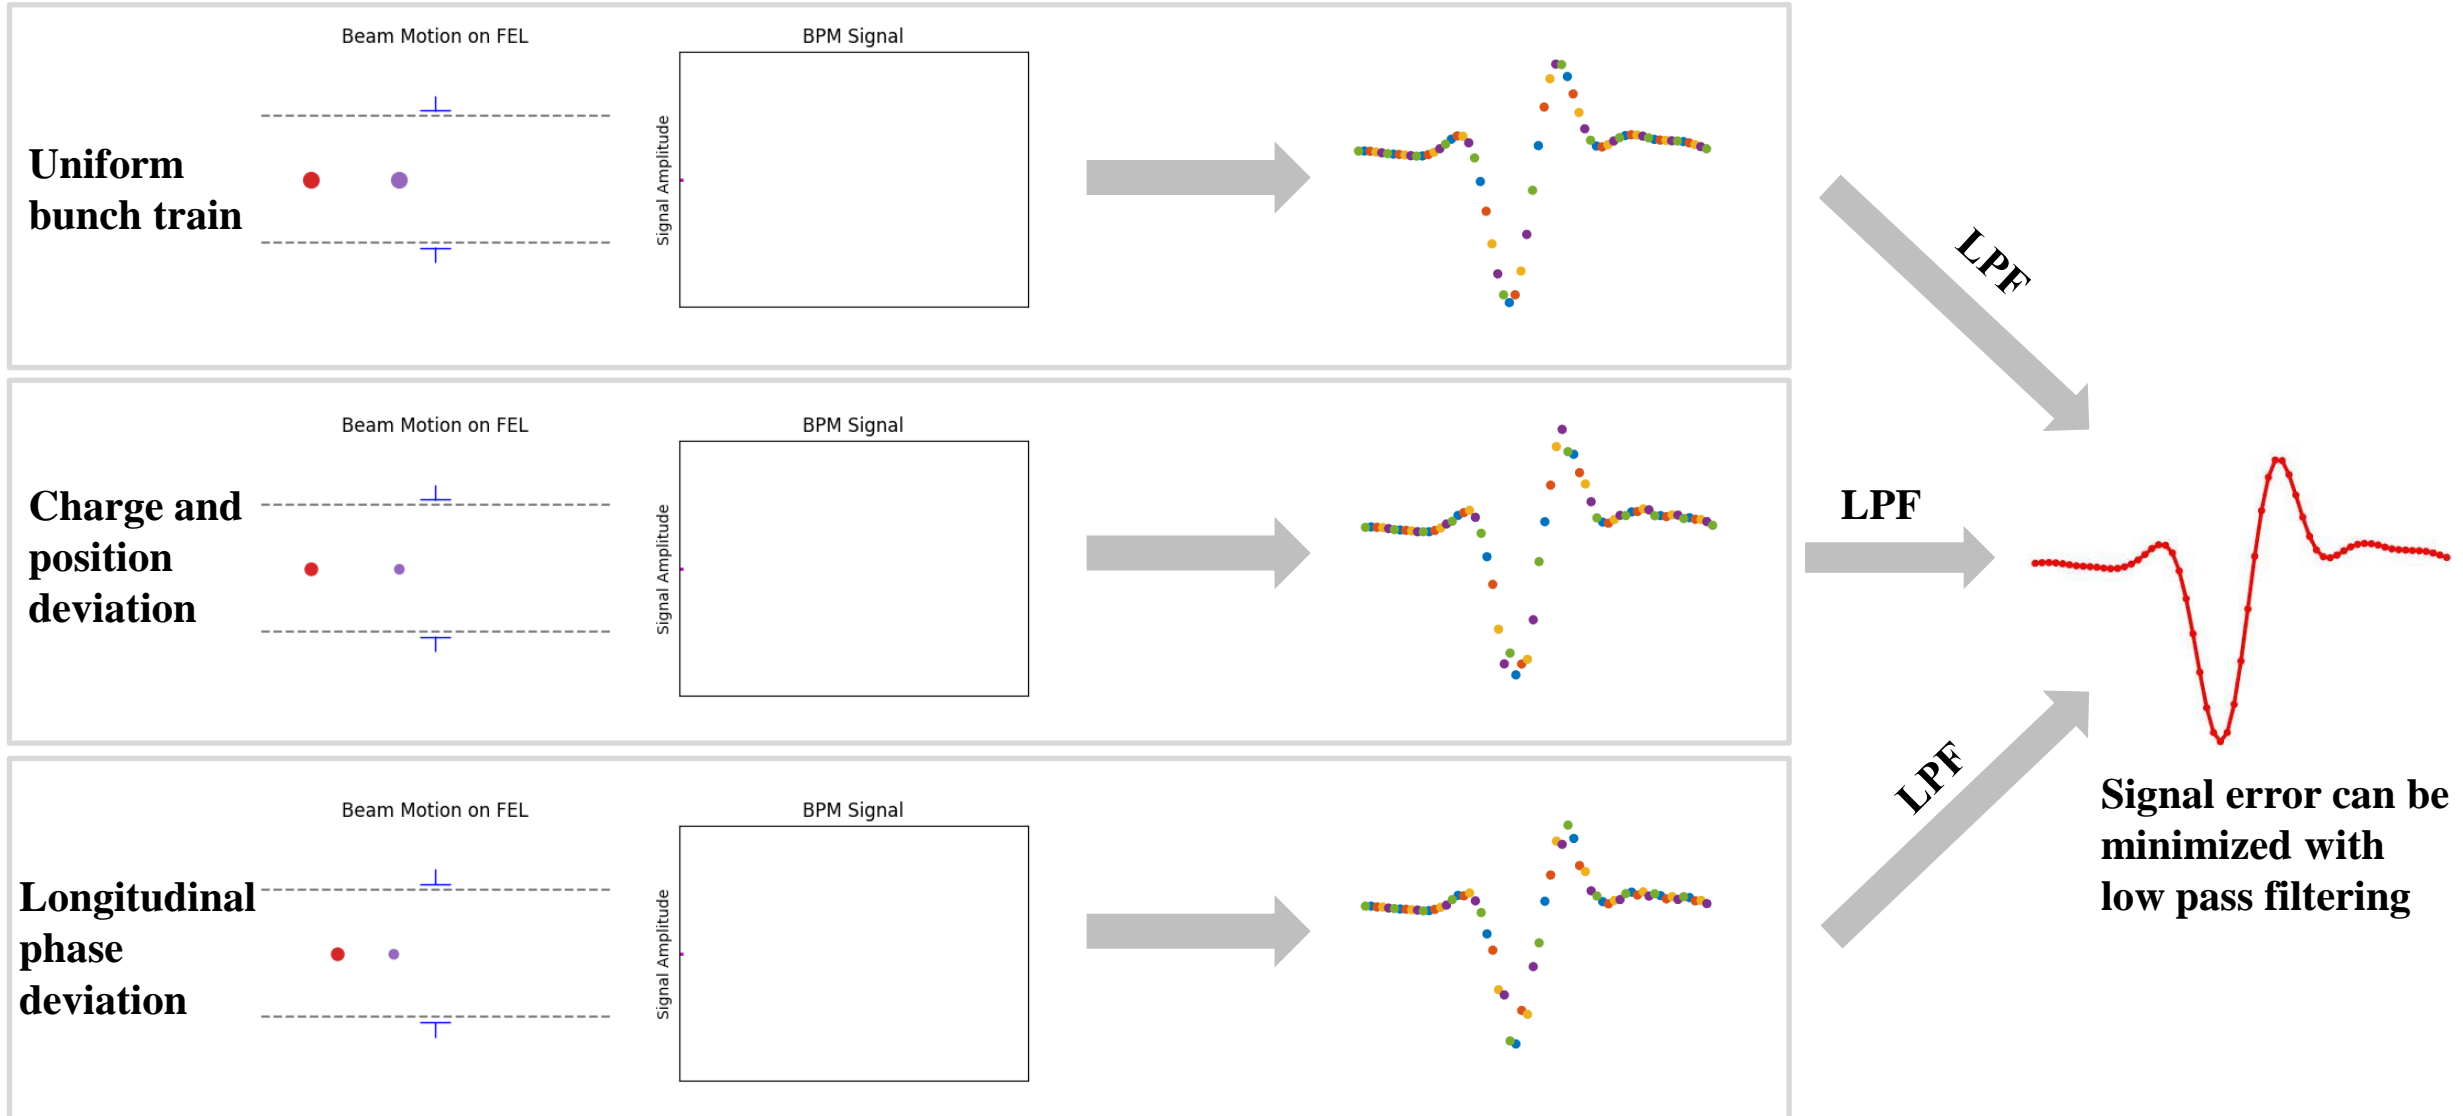 Beam Motion on FEL
BPM Signal
Uniform
bunch train
Signal Amplitude
LPF
Beam Motion on FEL
BPM Signal
Charge and
position
deviation
Signal Amplitude
LPF
Beam Motion on FEL
BPM Signal
Longitudinal
phase
deviation
Signal Amplitude
LPF
Signal error can be
minimized with
low pass filtering